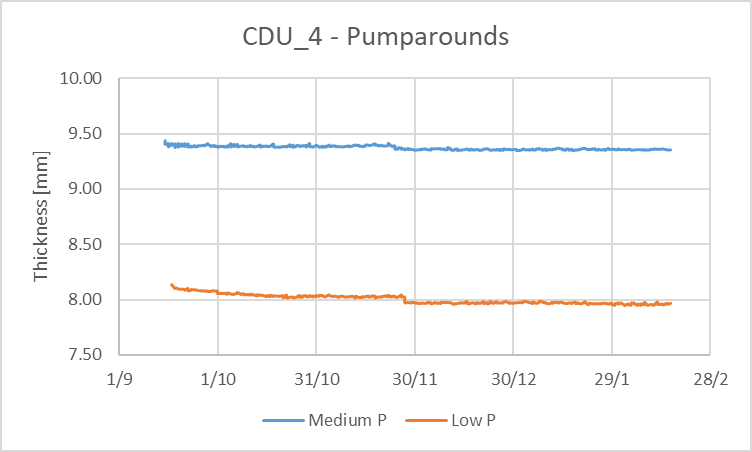 CDU_4 - Pumparounds
10.00
9.50
9.00
8.50
8.00
7.50
Thickness [mm]
1/9 1/10 31/10 30/11 30/12 29/1 28/2
Medium P Low P